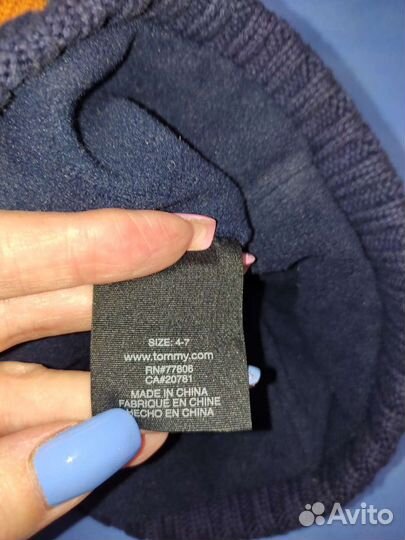 SIZE: 4-7
www.tommy.com
RN#77806
CA#20781
MADE IN CHINA
FABRIQUÉ EN CHINE
HECHO EN CHINA
Avito